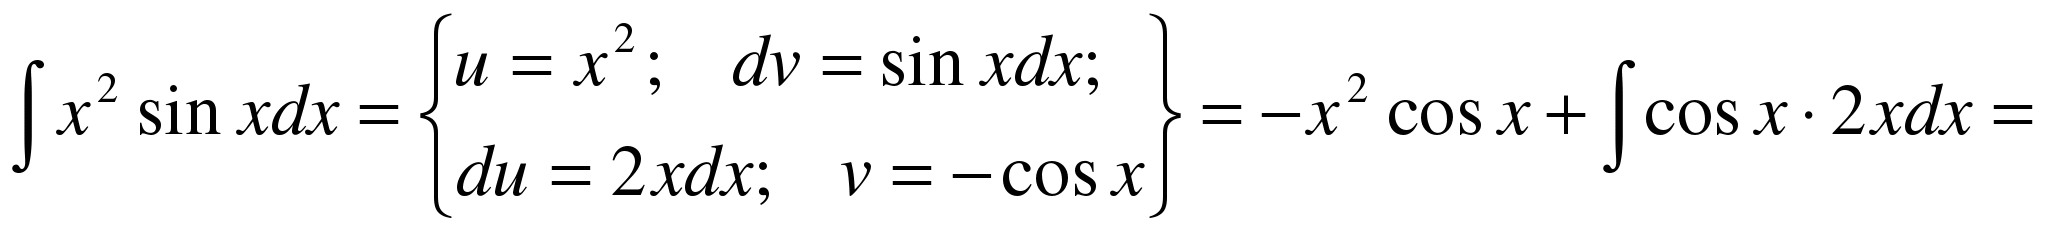 ∫ x² sin xdx = { u = x²; dv = sin xdx; du = 2xdx; v = −cos x } = −x² cos x + ∫ cos x · 2xdx =